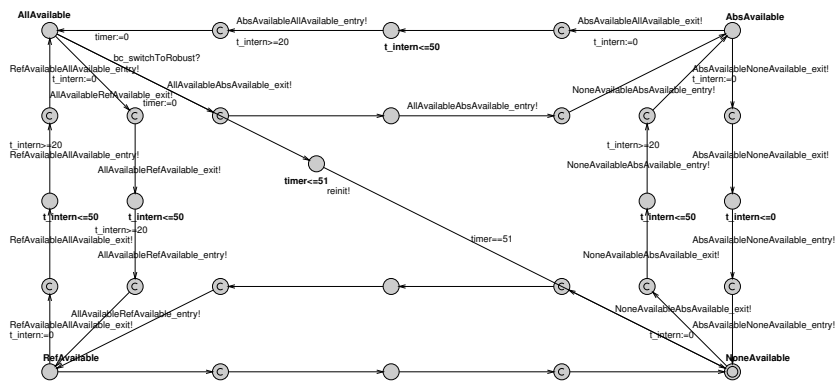 AllAvailable
AbsAvailableAllAvailable_entry!
AbsAvailableAllAvailable_exit!
AbsAvailable
C
C
timer:=0
t_intern>=20
t_intern<=50
t_intern:=0
bc_switchToRobust?
RefAvailableAllAvailable_entry!
t_intern:=0
AllAvailableAbsAvailable_exit!
AbsAvailableNoneAvailable_exit!
t_intern:=0
AllAvailableRefAvailable_exit!
timer:=0
NoneAvailableAbsAvailable_entry!
AllAvailableAbsAvailable_entry!
C
C
C
C
C
C
t_intern>=20
RefAvailableAllAvailable_entry!
AllAvailableRefAvailable_exit!
t_intern>=20
NoneAvailableAbsAvailable_entry!
AbsAvailableNoneAvailable_exit!
timer<=51
reinit!
t_intern<=50
t_intern<=50
t_intern<=50
t_intern<=0
t_intern>=20
RefAvailableAllAvailable_exit!
AllAvailableRefAvailable_entry!
timer==51
AbsAvailableNoneAvailable_entry!
NoneAvailableAbsAvailable_exit!
C
C
C
C
C
C
RefAvailableAllAvailable_exit!
t_intern:=0
AllAvailableRefAvailable_entry!
NoneAvailableAbsAvailable_exit!
t_intern:=0
AbsAvailableNoneAvailable_entry!
RefAvailable
NoneAvailable
C
C